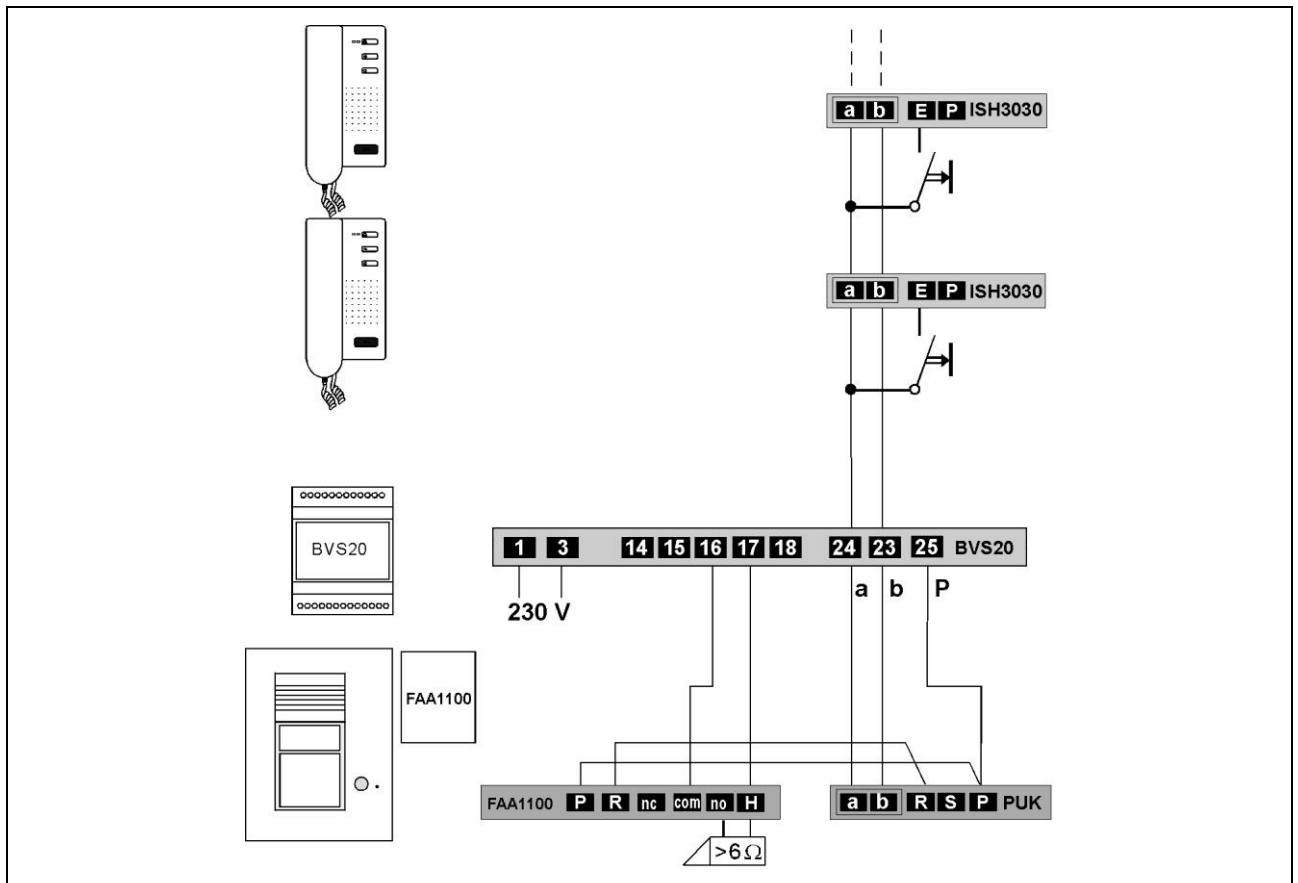 a b E P ISH3030
a b E P ISH3030
BVS20
1 3 14 15 16 17 18 24 23 25 BVS20
230 V
a b P
FAA1100
FAA1100 P R nc com no H
a b R S P PUK
>6Ω